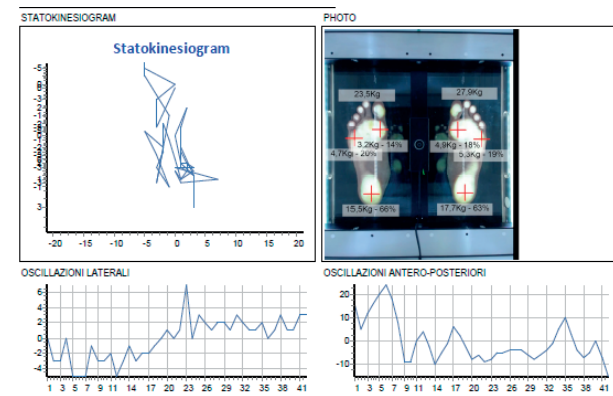 STATOKINESIOGRAM
PHOTO
Statokinesiogram
-20 -15 -10 -5 0 5 10 15 20
23,5Kg
27,9Kg
3,2Kg - 14%
4,9Kg - 18%
4,7Kg - 20%
5,3Kg - 19%
15,5Kg - 66%
17,7Kg - 63%
OSCILLAZIONI LATERALI
OSCILLAZIONI ANTERO-POSTERIORI
6
4
2
0
-2
-4
1 3 5 7 9 11 14 17 20 23 26 29 32 35 38 41
20
10
0
-10
1 3 5 7 9 11 14 17 20 23 26 29 32 35 38 41